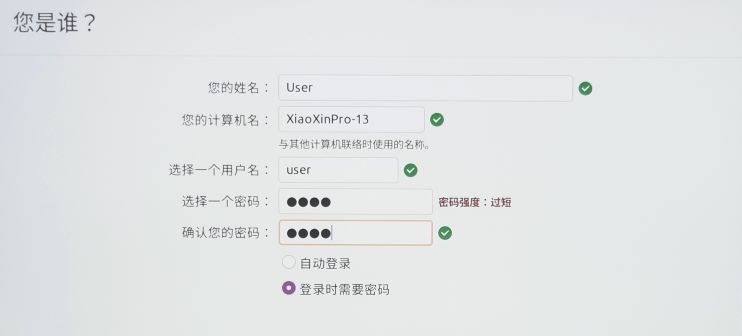 您是谁？
您的姓名： User
您的计算机名： XiaoXinPro-13
与其他计算机联络时使用的名称。
选择一个用户名： user
选择一个密码： ●●●● 密码强度：过短
确认您的密码： ●●●●
自动登录
登录时需要密码